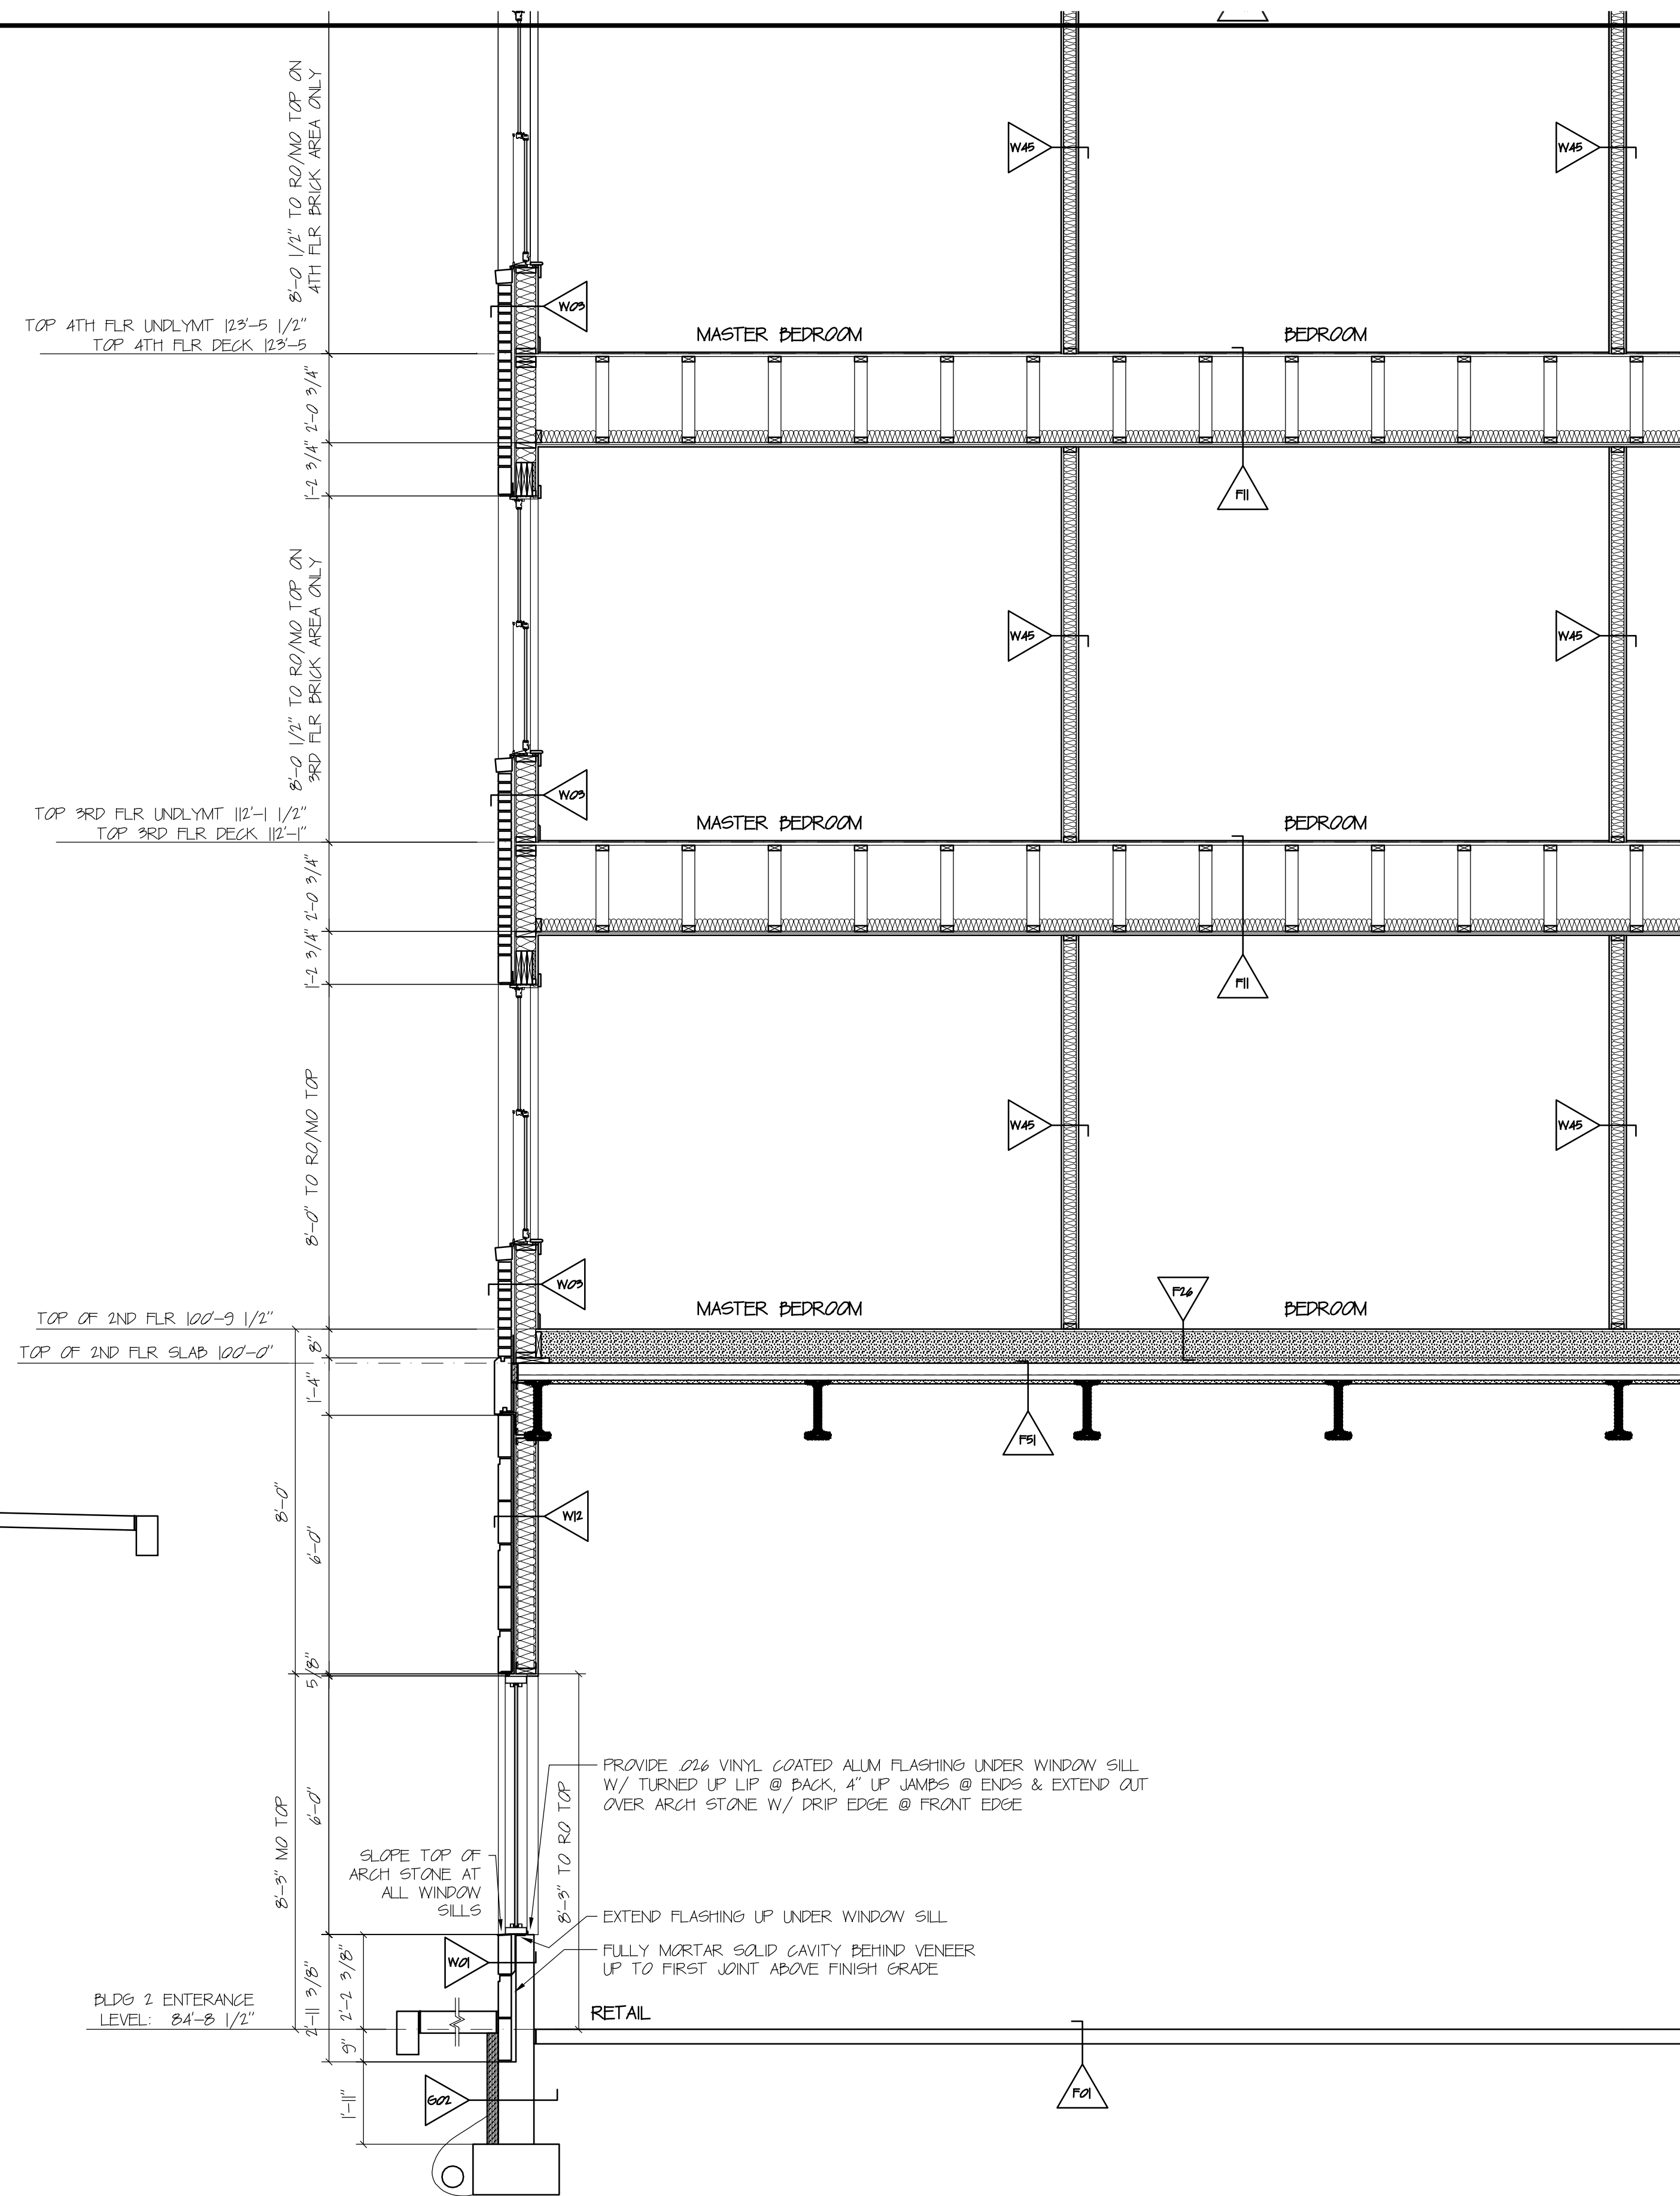 8'-0 1/2" TO RO/MO TOP ON
4TH FLR BRICK AREA ONLY
W45
W45
W03
TOP 4TH FLR UNDLYMT 123'-5 1/2"
TOP 4TH FLR DECK 123'-5
MASTER BEDROOM
BEDROOM
2'-0 3/4"
1'-2 3/4"
F11
8'-0 1/2" TO RO/MO TOP ON
3RD FLR BRICK AREA ONLY
W45
W45
W03
TOP 3RD FLR UNDLYMT 112'-1 1/2"
TOP 3RD FLR DECK 112'-1"
MASTER BEDROOM
BEDROOM
2'-0 3/4"
1'-2 3/4"
F11
8'-0" TO RO/MO TOP
W45
W45
W03
F26
TOP OF 2ND FLR 100'-9 1/2"
MASTER BEDROOM
BEDROOM
8"
TOP OF 2ND FLR SLAB 100'-0"
1'-4"
F51
8'-0"
6'-0"
W12
5/8"
6'-0"
8'-3" MO TOP
8'-3" TO RO TOP
PROVIDE .026 VINYL COATED ALUM FLASHING UNDER WINDOW SILL
W/ TURNED UP LIP @ BACK, 4" UP JAMBS @ ENDS & EXTEND OUT
OVER ARCH STONE W/ DRIP EDGE @ FRONT EDGE
SLOPE TOP OF
ARCH STONE AT
ALL WINDOW
SILLS
EXTEND FLASHING UP UNDER WINDOW SILL
FULLY MORTAR SOLID CAVITY BEHIND VENEER
UP TO FIRST JOINT ABOVE FINISH GRADE
W01
2'-11 3/8"
2'-2 3/8"
BLDG 2 ENTERANCE
LEVEL: 84'-8 1/2"
RETAIL
9"
1'-11"
G02
F01